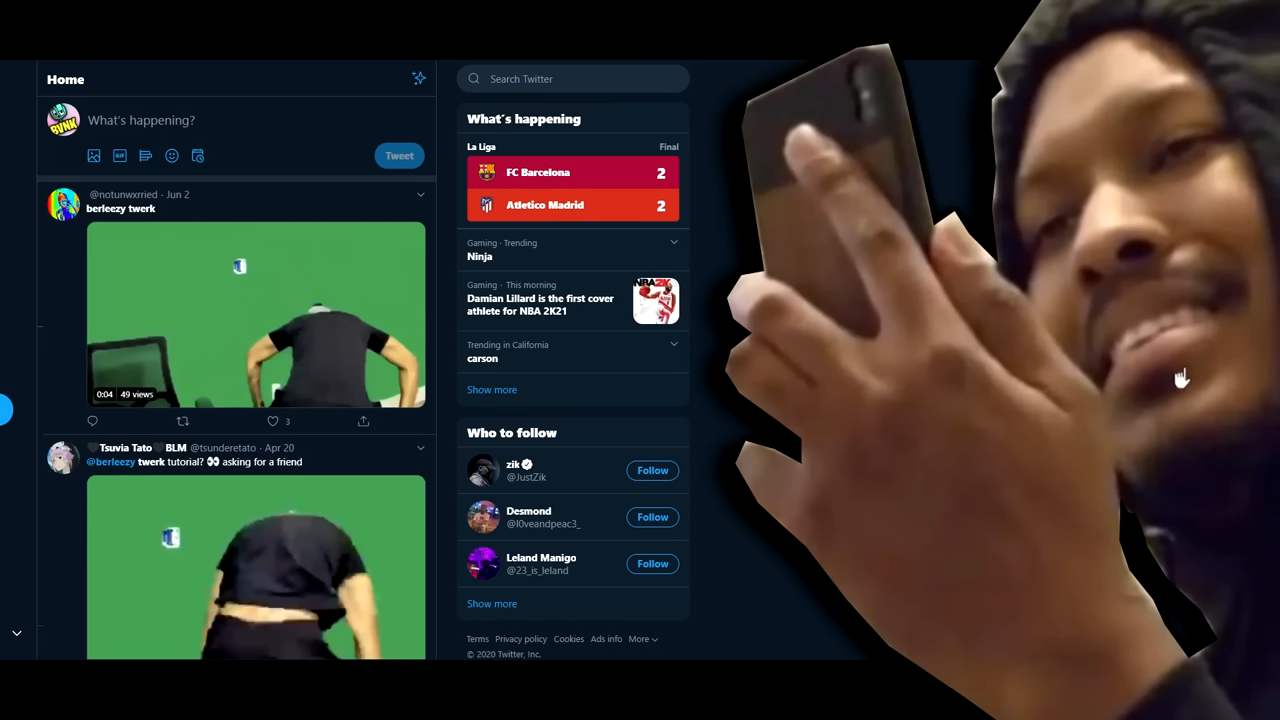 Home
What's happening?
Tweet
@notunwxrried · Jun 2
berleezy twerk
0:04 49 views
3
Tsuvia Tato BLM @tsunderetato · Apr 20
@berleezy twerk tutorial? 👀 asking for a friend
Search Twitter
What's happening
La Liga Final
FC Barcelona 2
Atletico Madrid 2
Gaming · Trending
Ninja
Gaming · This morning
Damian Lillard is the first cover
athlete for NBA 2K21
NBA2K
Trending in California
carson
Show more
Who to follow
zik
@JustZik
Follow
Desmond
@l0veandpeac3_
Follow
Leland Manigo
@23_is_leland
Follow
Show more
Terms Privacy policy Cookies Ads info More
© 2020 Twitter, Inc.
BVNK